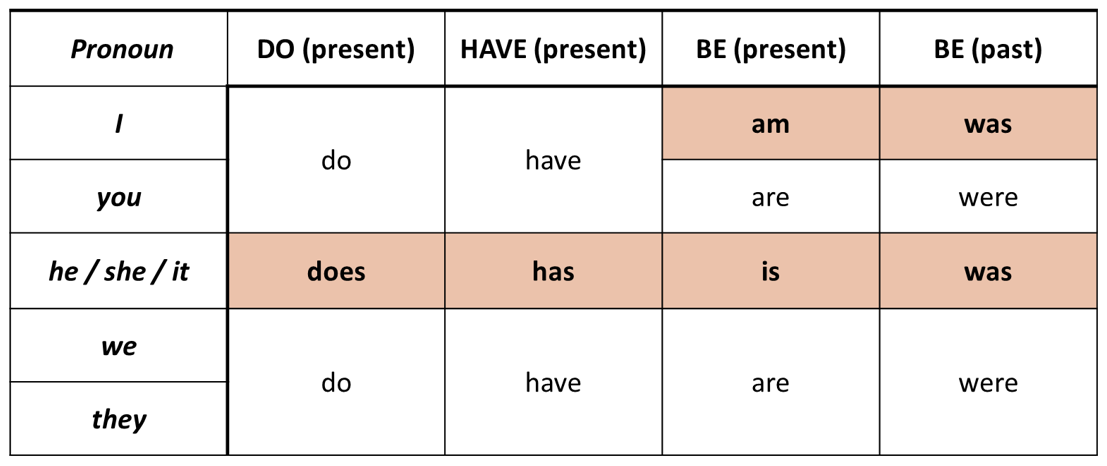 Pronoun DO (present) HAVE (present) BE (present) BE (past)
I do have am was
you are were
he / she / it does has is was
we do have are were
they